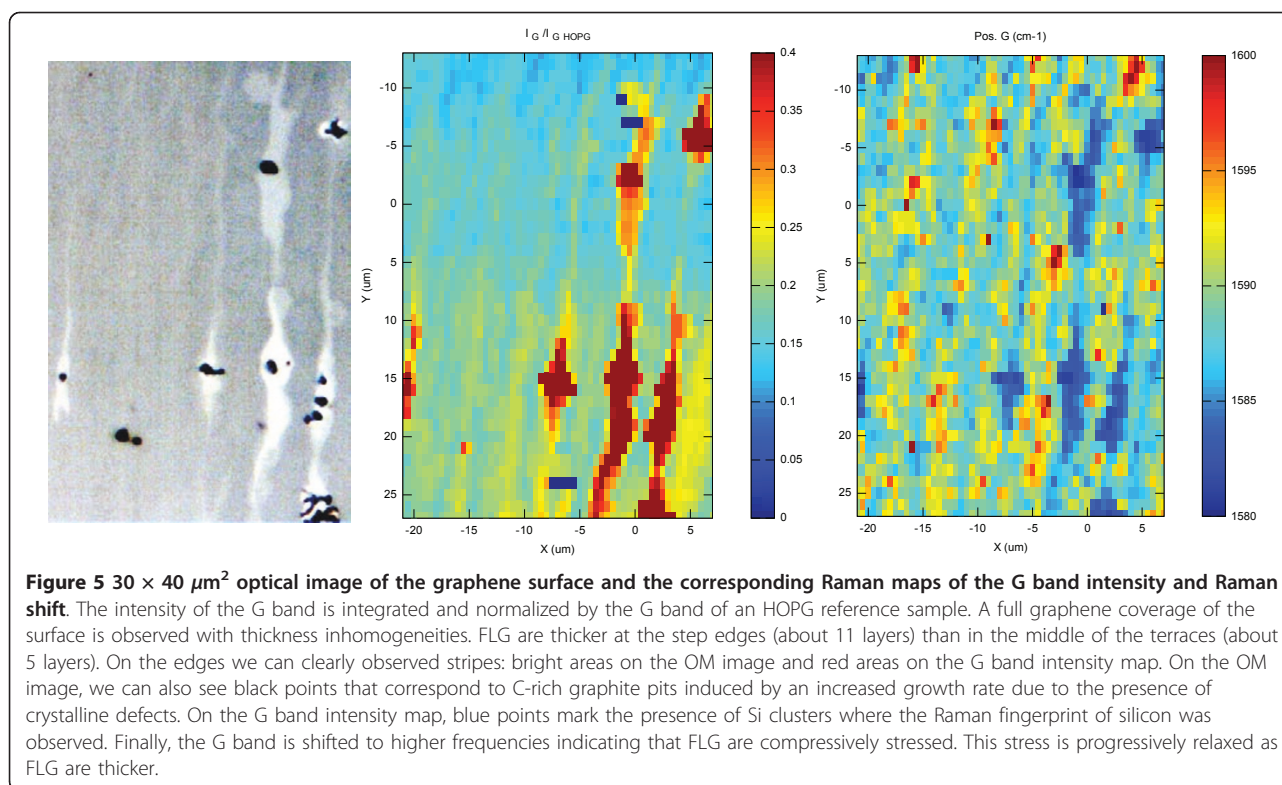 I G /I G HOPG
-10
-5
0
5
10
15
20
25
Y (um)
-20 -15 -10 -5 0 5
X (um)
0.4
0.35
0.3
0.25
0.2
0.15
0.1
0.05
0
Pos. G (cm-1)
-10
-5
0
5
10
15
20
25
Y (um)
-20 -15 -10 -5 0 5
X (um)
1600
1595
1590
1585
1580
Figure 5 30 × 40 μm² optical image of the graphene surface and the corresponding Raman maps of the G band intensity and Raman
shift. The intensity of the G band is integrated and normalized by the G band of an HOPG reference sample. A full graphene coverage of the
surface is observed with thickness inhomogeneities. FLG are thicker at the step edges (about 11 layers) than in the middle of the terraces (about
5 layers). On the edges we can clearly observed stripes: bright areas on the OM image and red areas on the G band intensity map. On the OM
image, we can also see black points that correspond to C-rich graphite pits induced by an increased growth rate due to the presence of
crystalline defects. On the G band intensity map, blue points mark the presence of Si clusters where the Raman fingerprint of silicon was
observed. Finally, the G band is shifted to higher frequencies indicating that FLG are compressively stressed. This stress is progressively relaxed as
FLG are thicker.